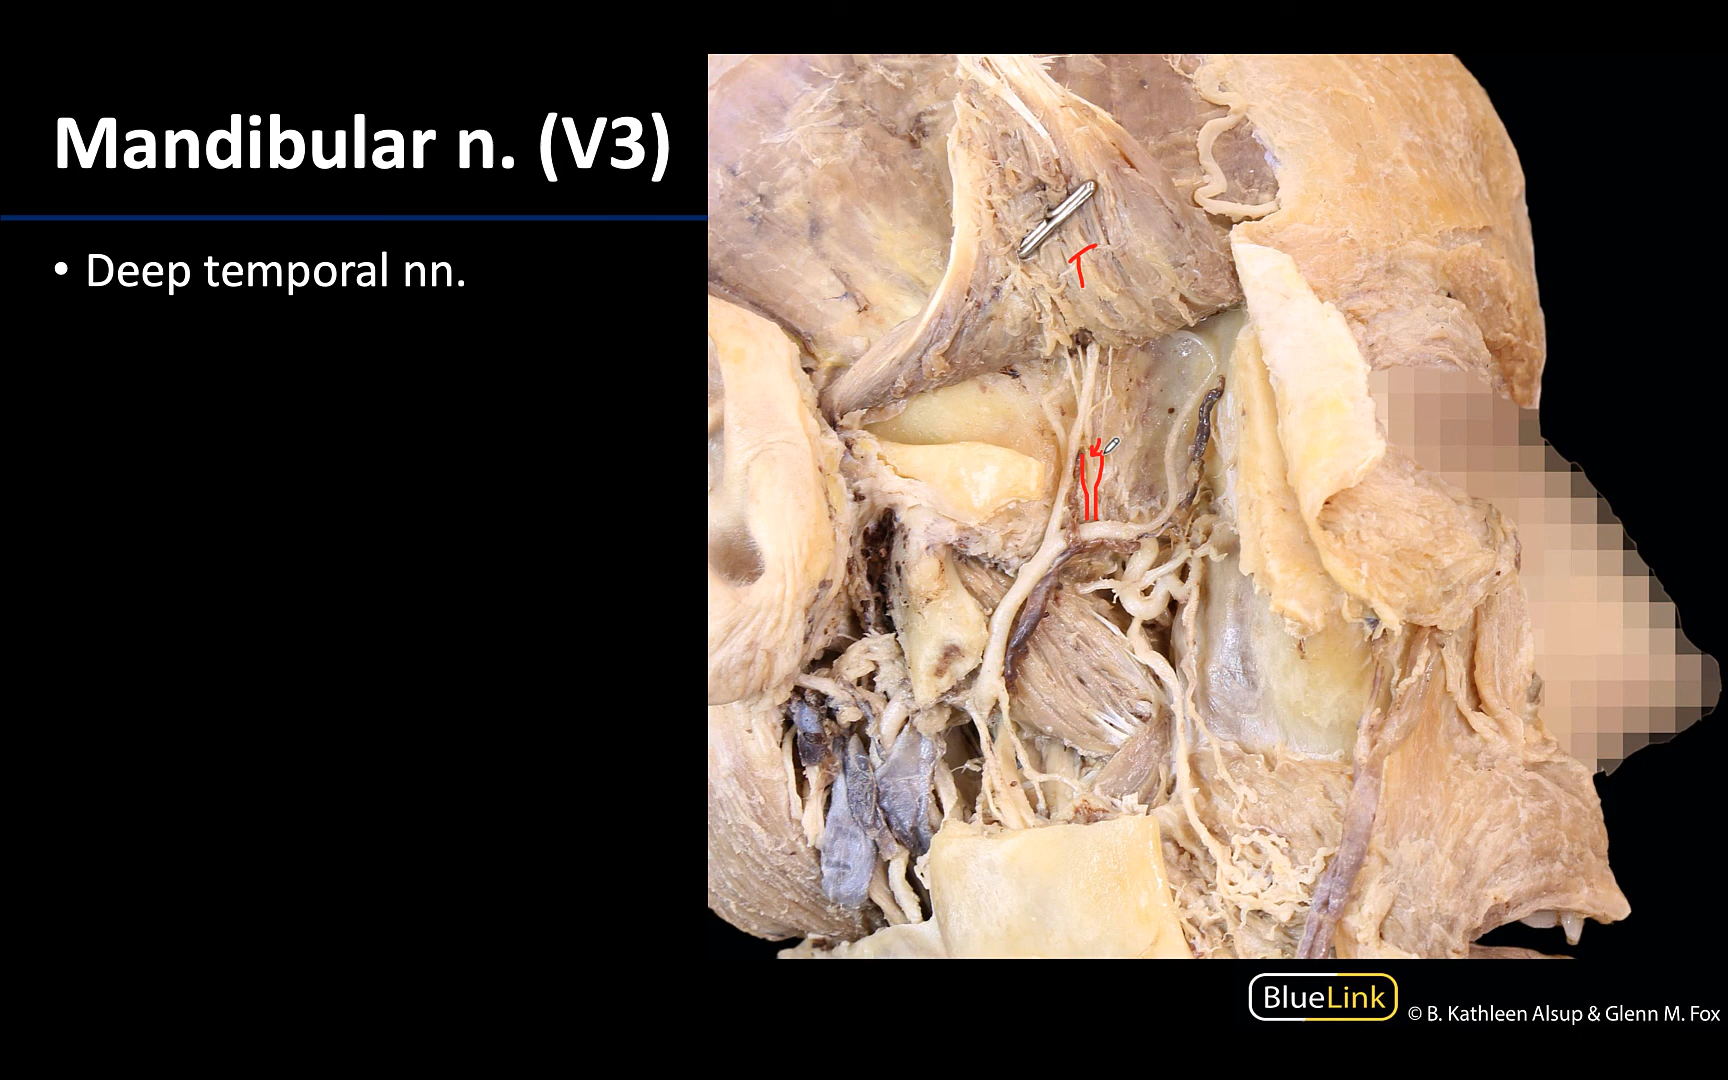 Mandibular n. (V3)
• Deep temporal nn.
T
BlueLink
© B. Kathleen Alsup & Glenn M. Fox